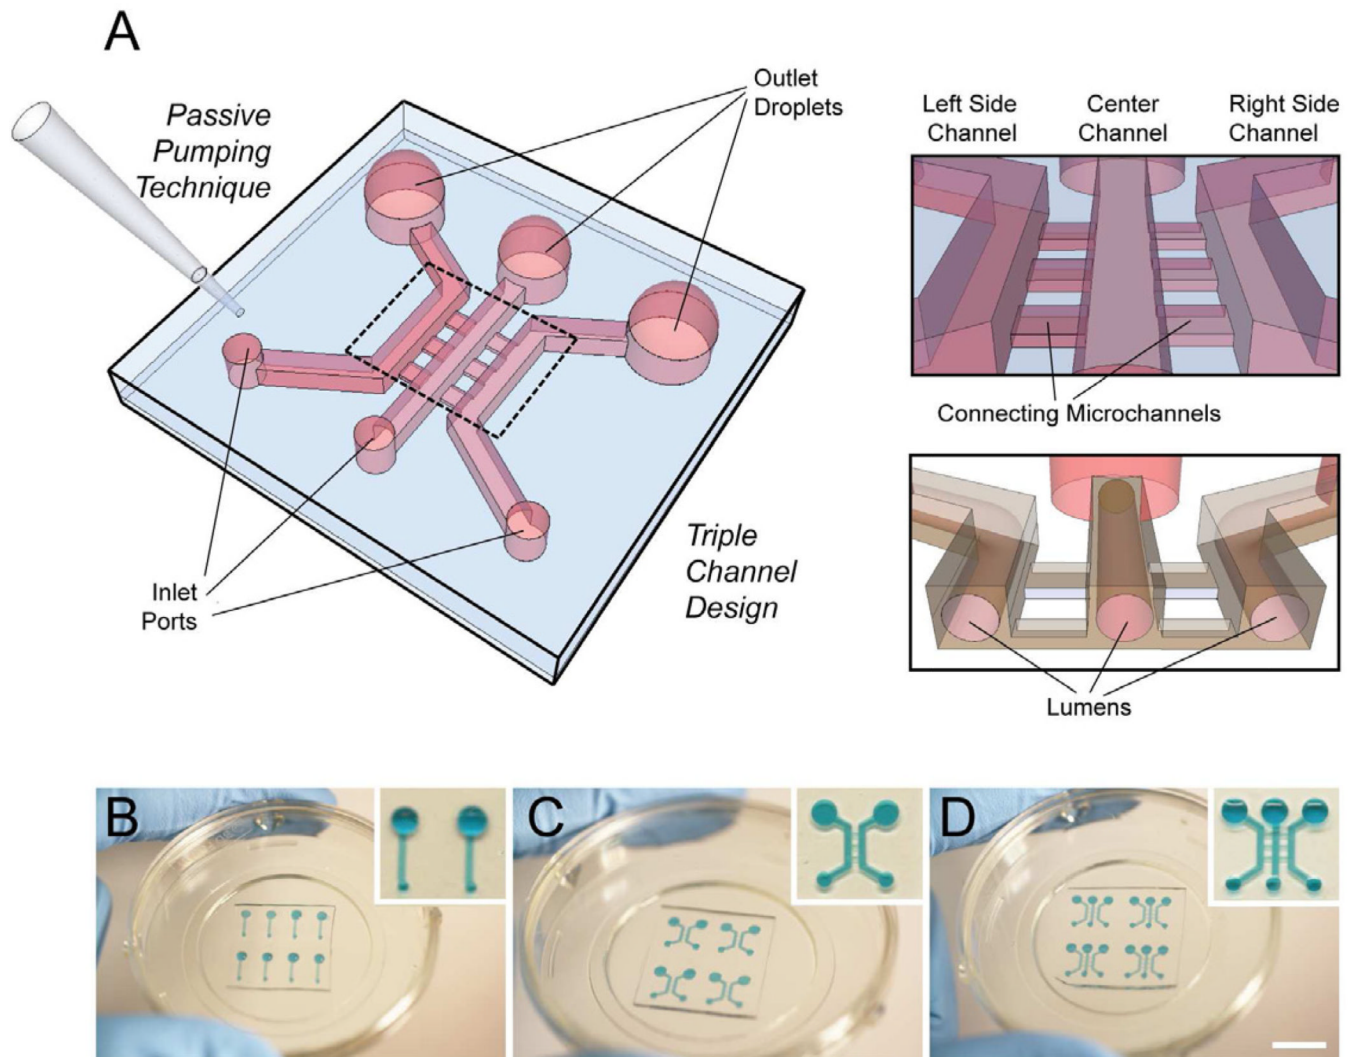 A
Passive
Pumping
Technique
Outlet
Droplets
Inlet
Ports
Triple
Channel
Design
Left Side
Channel
Center
Channel
Right Side
Channel
Connecting Microchannels
Lumens
B
C
D